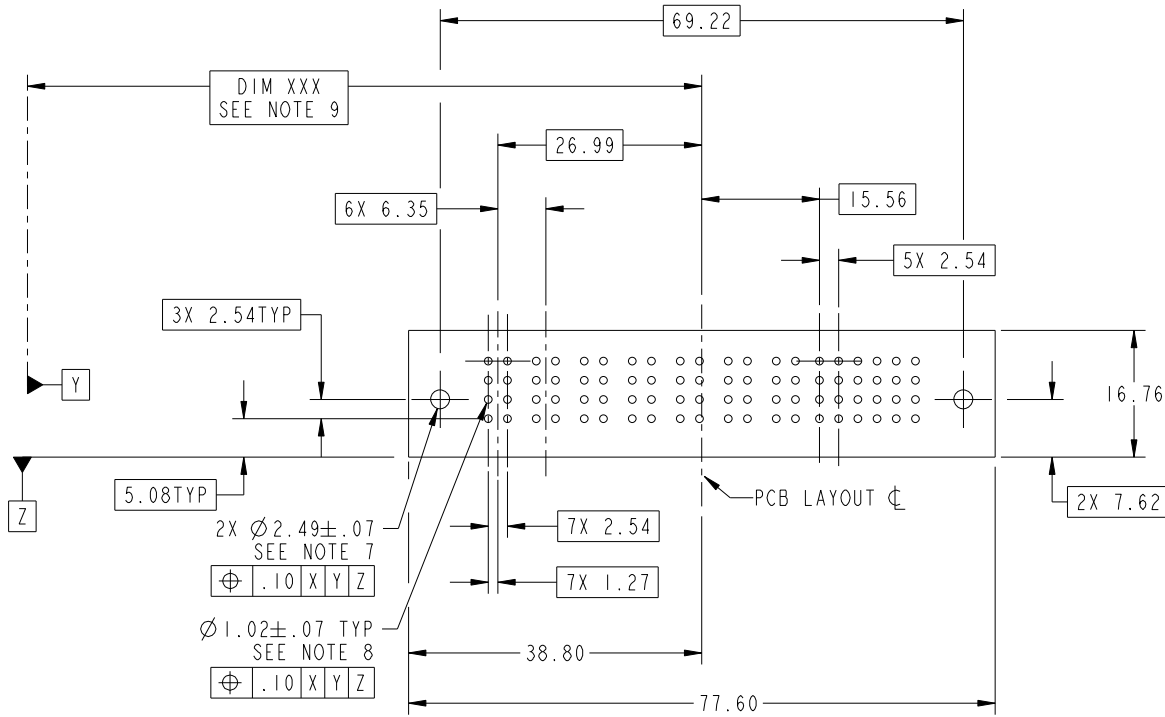 69.22
DIM XXX
SEE NOTE 9
26.99
6X 6.35
15.56
5X 2.54
3X 2.54TYP
Y
16.76
5.08TYP
Z
PCB LAYOUT ℄
2X 7.62
2X ⌀2.49±.07
SEE NOTE 7
⌖ .10 X Y Z
7X 2.54
7X 1.27
⌀1.02±.07 TYP
SEE NOTE 8
⌖ .10 X Y Z
38.80
77.60